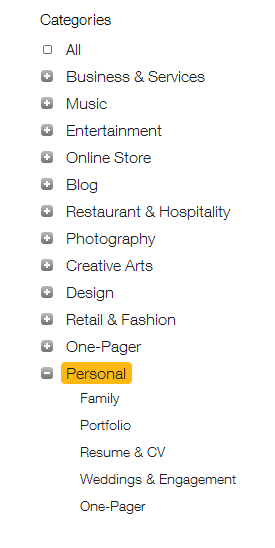 Categories
All
Business & Services
Music
Entertainment
Online Store
Blog
Restaurant & Hospitality
Photography
Creative Arts
Design
Retail & Fashion
One-Pager
Personal
Family
Portfolio
Resume & CV
Weddings & Engagement
One-Pager